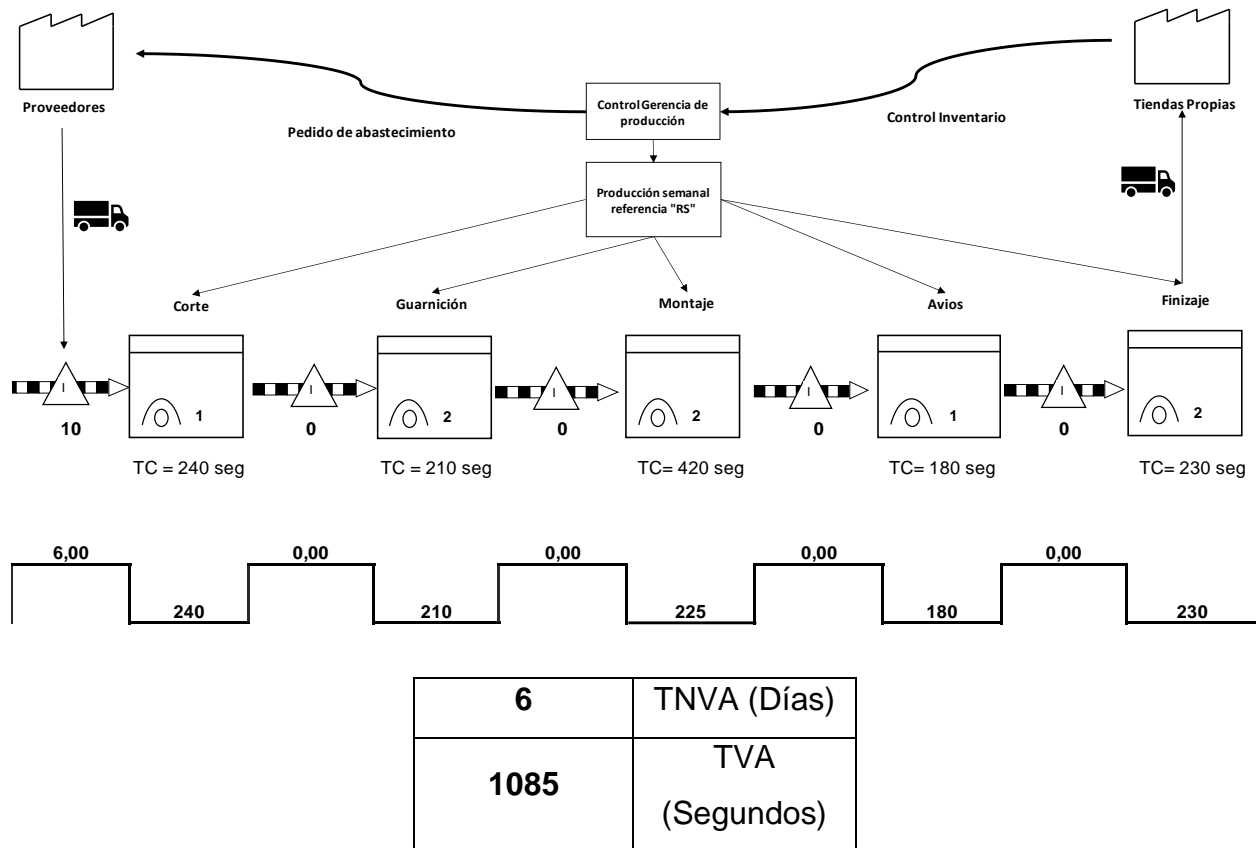 Proveedores
Pedido de abastecimiento
Control Gerencia de
producción
Control Inventario
Tiendas Propias
Producción semanal
referencia "RS"
Corte
Guarnición
Montaje
Avios
Finizaje
I
I
I
I
I
1
2
2
1
2
10
0
0
0
0
TC = 240 seg
TC = 210 seg
TC= 420 seg
TC= 180 seg
TC= 230 seg
6,00
0,00
0,00
0,00
0,00
240
210
225
180
230
6
TNVA (Días)
1085
TVA
(Segundos)